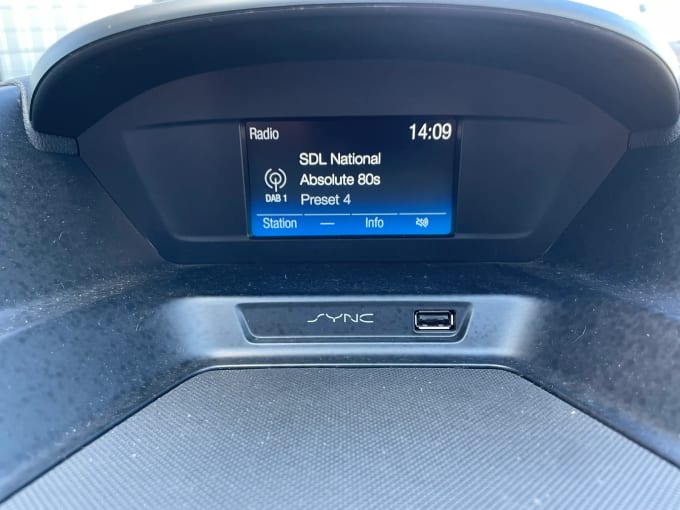 Radio 14:09
SDL National
Absolute 80s
DAB 1 Preset 4
Station — Info
SYNC